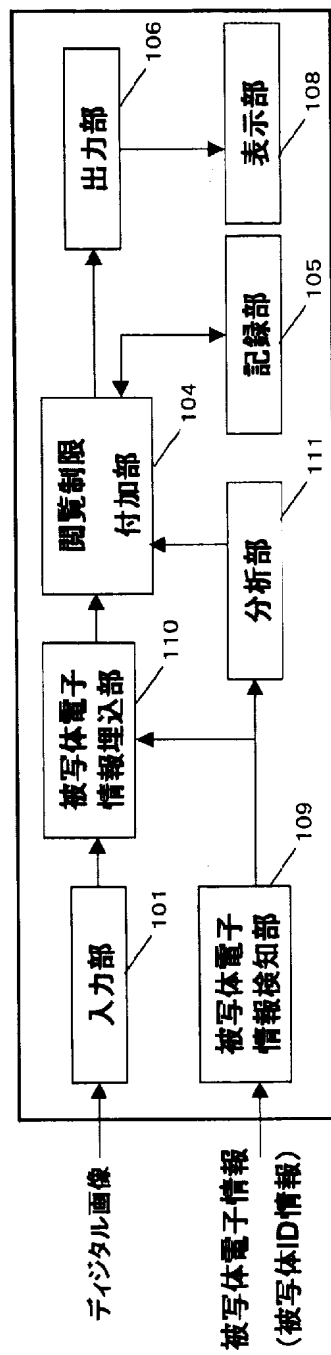 ディジタル画像
入力部
101
被写体電子
情報埋込部
110
閲覧制限
付加部
104
出力部
106
被写体電子情報
（被写体ID情報）
被写体電子
情報検知部
109
分析部
111
記録部
105
表示部
108